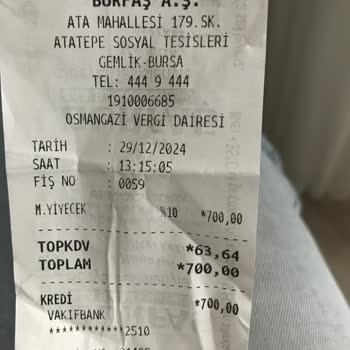 BURFAŞ A.Ş.
ATA MAHALLESİ 179.SK.
ATATEPE SOSYAL TESİSLERİ
GEMLİK-BURSA
TEL: 444 9 444
1910006685
OSMANGAZİ VERGİ DAİRESİ
TARİH : 29/12/2024
SAAT : 13:15:05
FİŞ NO : 0059
M.YİYECEK %10 *700,00
TOPKDV *63,64
TOPLAM *700,00
KREDİ *700,00
VAKIFBANK
************2510